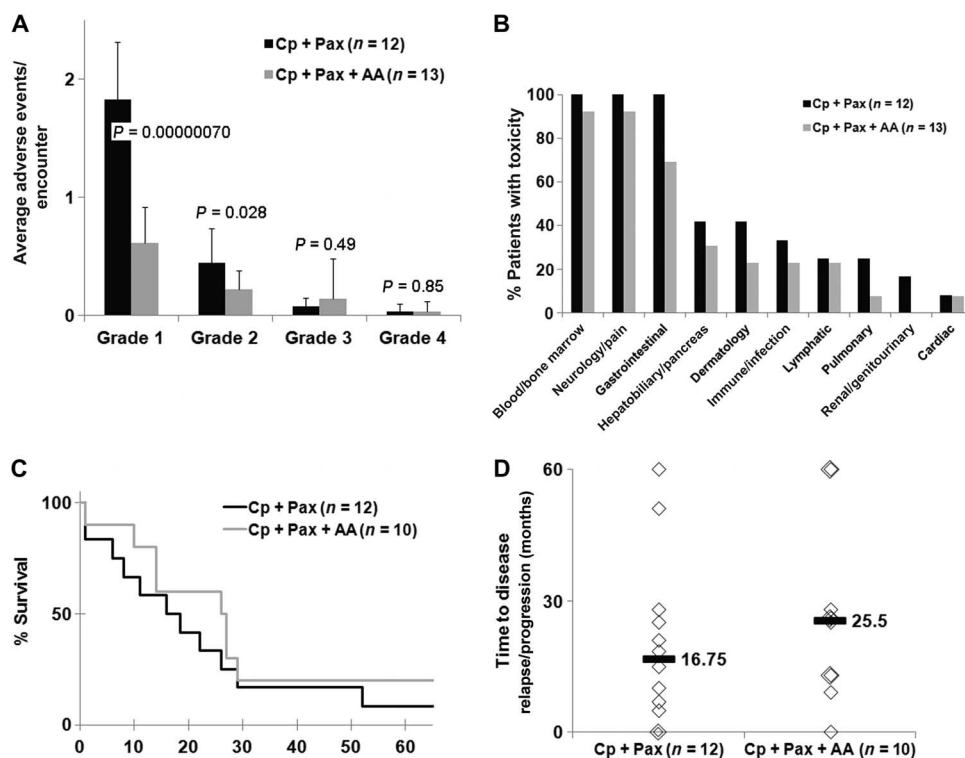 A
Average adverse events/
encounter
2
1
0
Cp + Pax (n = 12)
Cp + Pax + AA (n = 13)
P = 0.00000070
P = 0.028
P = 0.49
P = 0.85
Grade 1
Grade 2
Grade 3
Grade 4
B
% Patients with toxicity
100
80
60
40
20
0
Cp + Pax (n = 12)
Cp + Pax + AA (n = 13)
Blood/bone marrow
Neurology/pain
Gastrointestinal
Hepatobiliary/pancreas
Dermatology
Immune/infection
Lymphatic
Pulmonary
Renal/genitourinary
Cardiac
C
% Survival
100
50
0
Cp + Pax (n = 12)
Cp + Pax + AA (n = 10)
0 10 20 30 40 50 60
D
Time to disease
relapse/progression (months)
60
30
0
16.75
25.5
Cp + Pax (n = 12)
Cp + Pax + AA (n = 10)